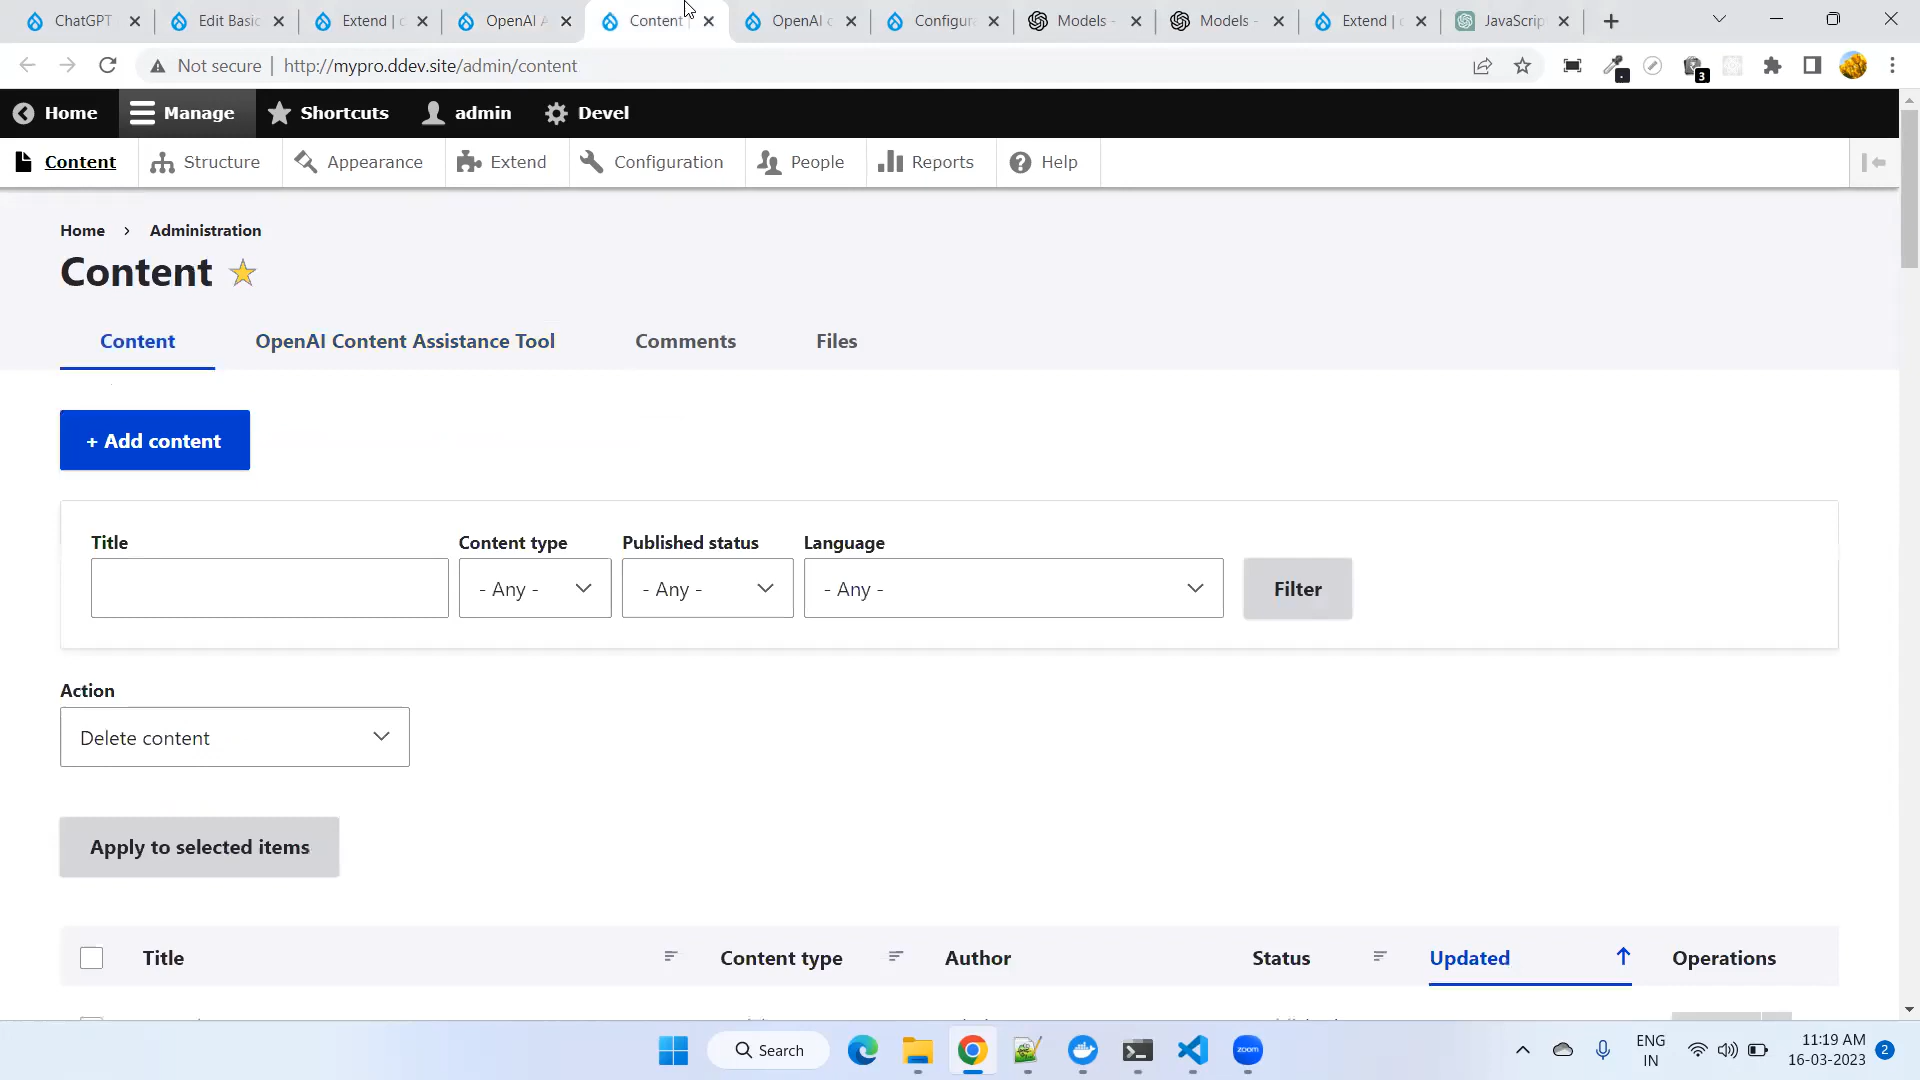 ChatGPT
Edit Basic
Extend | c
OpenAI A
Content
OpenAI c
Configura
Models -
Models -
Extend | c
JavaScrip
Not secure | http://mypro.ddev.site/admin/content
3
Home
Manage
Shortcuts
admin
Devel
Content
Structure
Appearance
Extend
Configuration
People
Reports
Help
Home › Administration
Content
Content
OpenAI Content Assistance Tool
Comments
Files
+ Add content
Title
Content type
Published status
Language
- Any -
- Any -
- Any -
Filter
Action
Delete content
Apply to selected items
Title
Content type
Author
Status
Updated
Operations
Search
zoom
ENG
IN
11:19 AM
16-03-2023
2